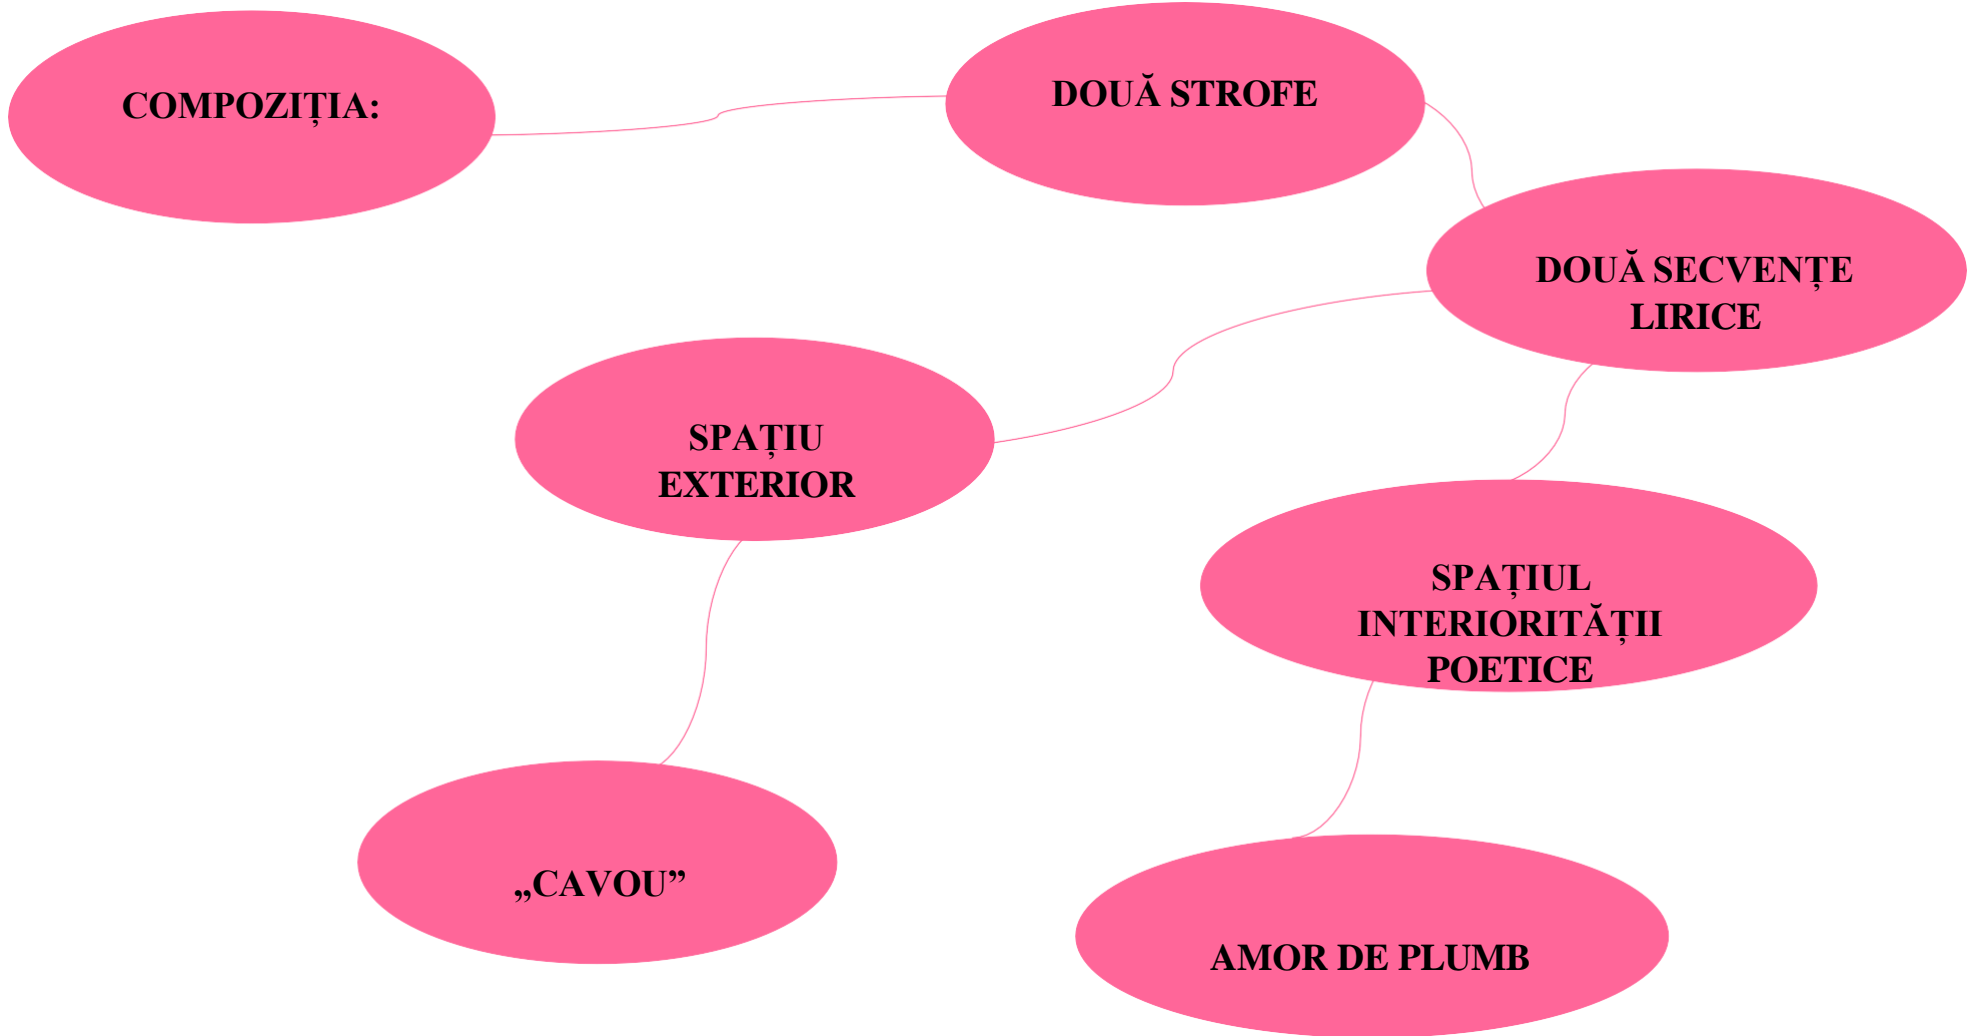 COMPOZIȚIA:
DOUĂ STROFE
DOUĂ SECVENȚE
LIRICE
SPAȚIU
EXTERIOR
SPAȚIUL
INTERIORITĂȚII
POETICE
„CAVOU”
AMOR DE PLUMB